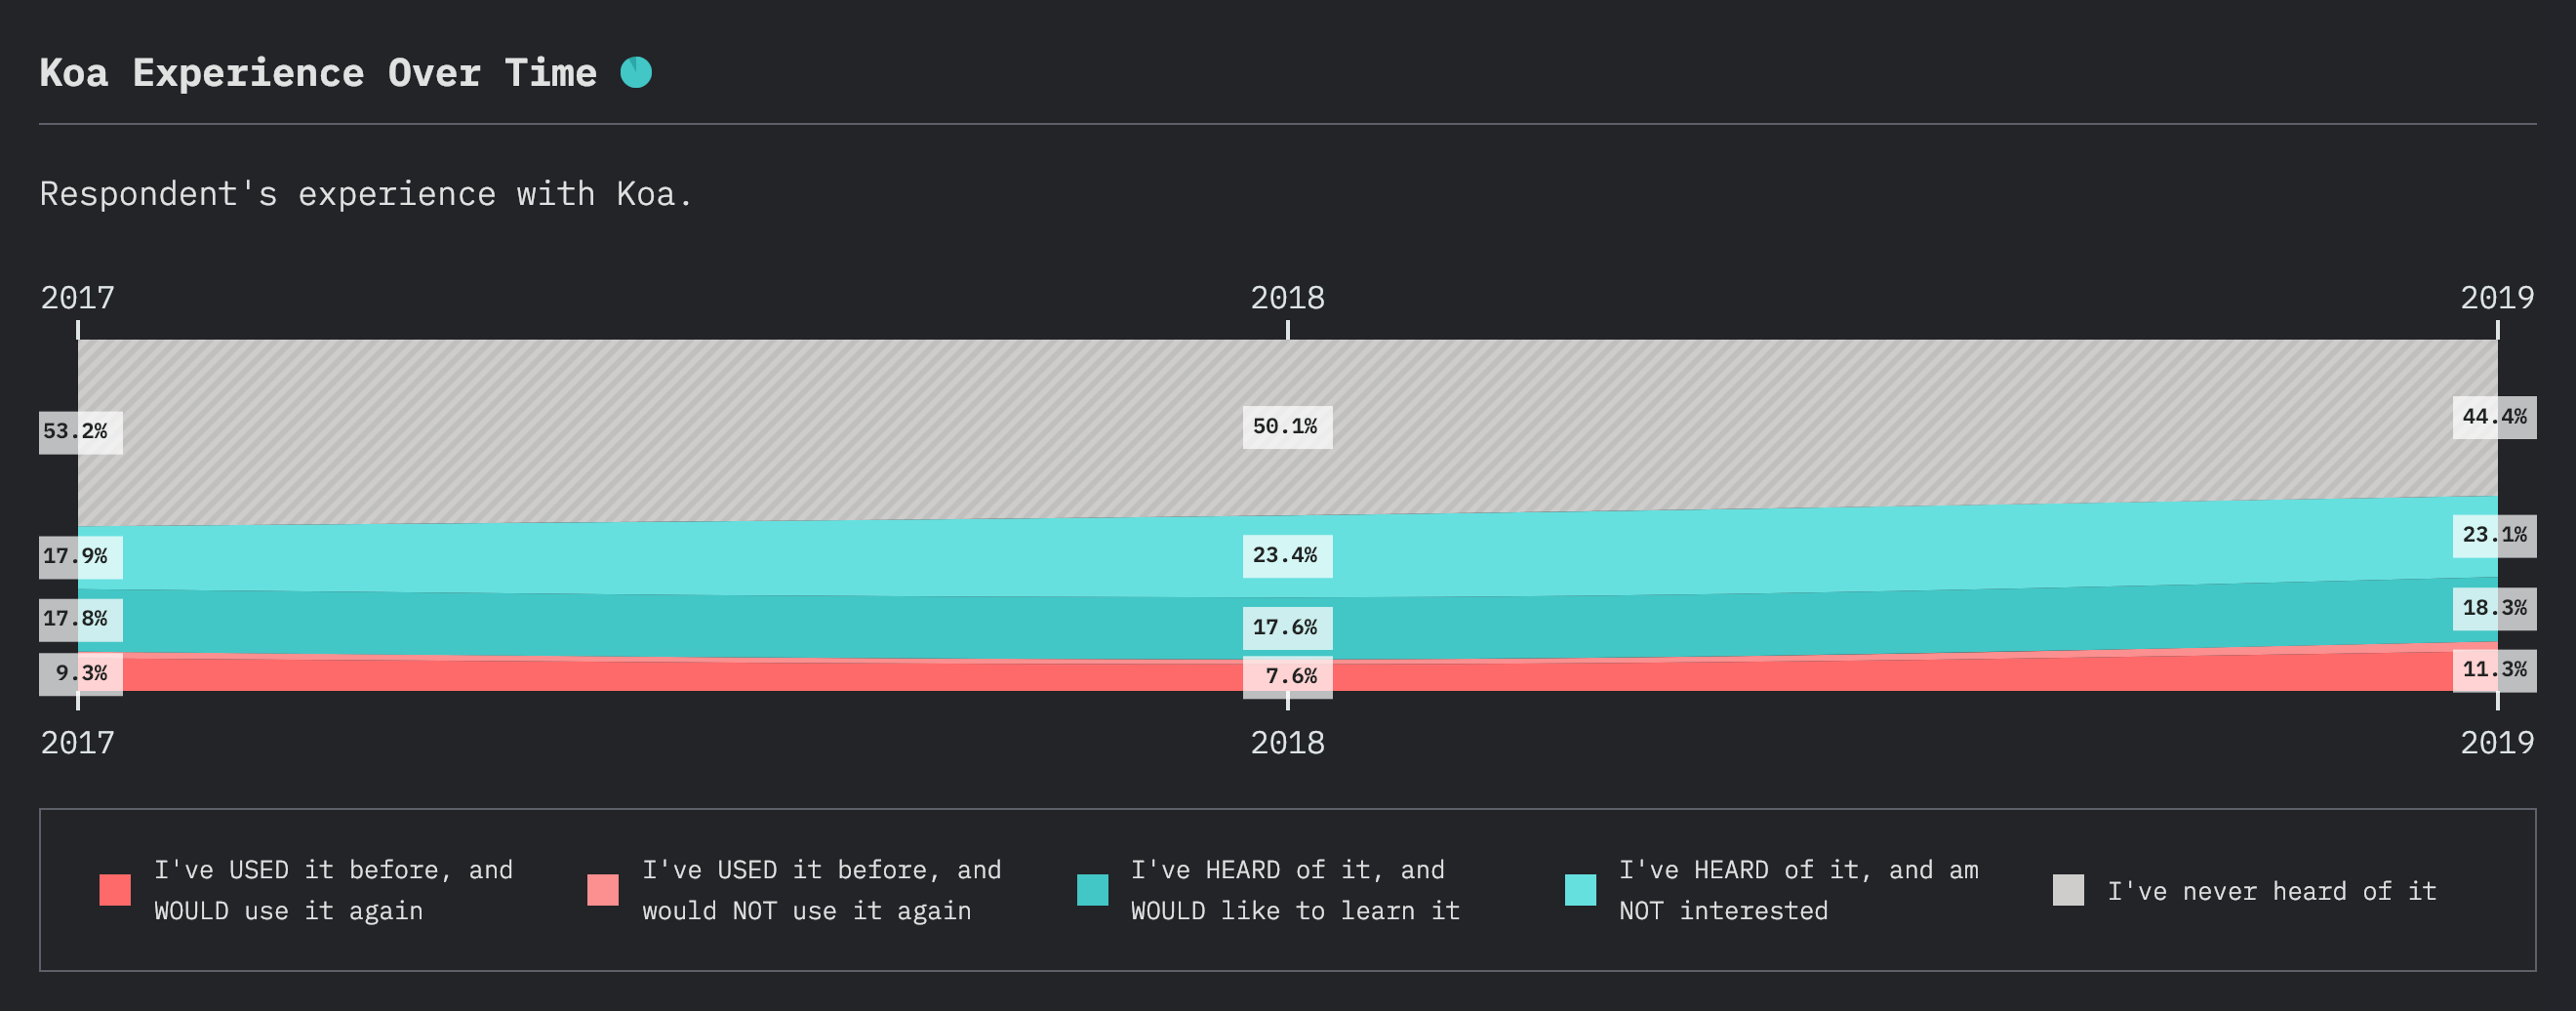 Koa Experience Over Time
Respondent's experience with Koa.
2017 2018 2019
53.2% 50.1% 44.4%
17.9% 23.4% 23.1%
17.8% 17.6% 18.3%
9.3% 7.6% 11.3%
2017 2018 2019
I've USED it before, and
WOULD use it again
I've USED it before, and
would NOT use it again
I've HEARD of it, and
WOULD like to learn it
I've HEARD of it, and am
NOT interested
I've never heard of it